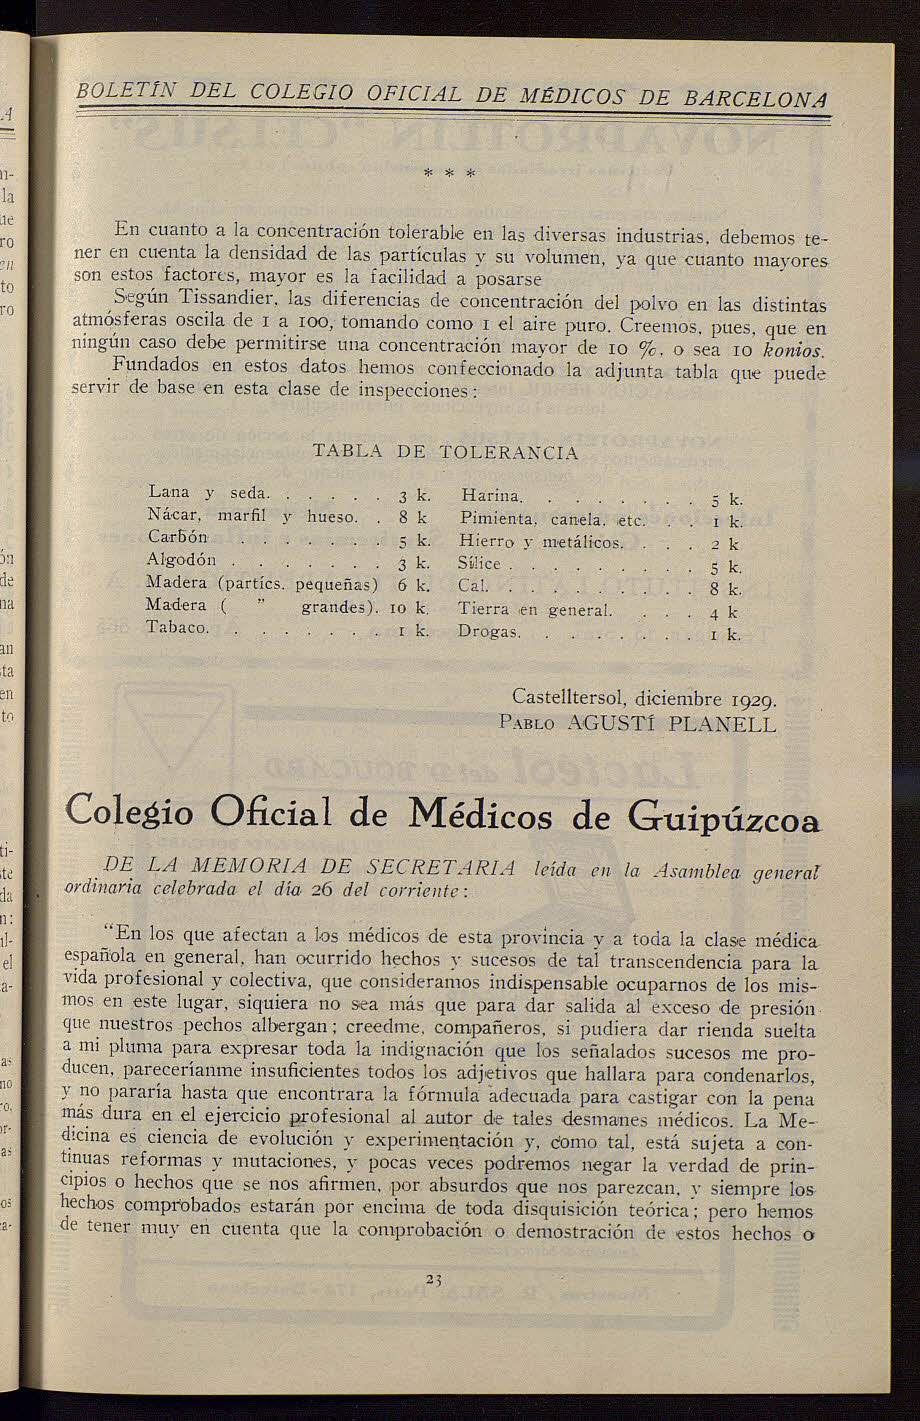 BOLETÍN DEL COLEGIO OFICIAL DE MÉDICOS DE BARCELONA
* * *
En cuanto a la concentración tolerable en las diversas industrias, debemos te-
ner en cuenta la densidad de las partículas y su volumen, ya que cuanto mayores
son estos factores, mayor es la facilidad a posarse
Según Tissandier, las diferencias de concentración del polvo en las distintas
atmósferas oscila de 1 a 100, tomando como 1 el aire puro. Creemos, pues, que en
ningún caso debe permitirse una concentración mayor de 10 %, o sea 10 konios.
Fundados en estos datos hemos confeccionado la adjunta tabla que puede
servir de base en esta clase de inspecciones:
TABLA DE TOLERANCIA
Lana y seda. . . . . . 3 k. Harina. . . . . . . . 5 k.
Nácar, marfil y hueso. . 8 k Pimienta, canela, etc. . . 1 k.
Carbón . . . . . . . 5 k. Hierro y metálicos. . . . 2 k
Algodón . . . . . . . 3 k. Sílice . . . . . . . . . 5 k.
Madera (partícs. pequeñas) 6 k. Cal. . . . . . . . . . 8 k.
Madera ( " grandes). 10 k. Tierra en general. . . . 4 k
Tabaco. . . . . . . . 1 k. Drogas. . . . . . . . 1 k.
Castelltersol, diciembre 1929.
PABLO AGUSTÍ PLANELL
Colegio Oficial de Médicos de Guipúzcoa
DE LA MEMORIA DE SECRETARIA leída en la Asamblea general
ordinaria celebrada el día 26 del corriente:
"En los que afectan a los médicos de esta provincia y a toda la clase médica
española en general, han ocurrido hechos y sucesos de tal transcendencia para la
vida profesional y colectiva, que consideramos indispensable ocuparnos de los mis-
mos en este lugar, siquiera no sea más que para dar salida al exceso de presión
que nuestros pechos albergan; creedme, compañeros, si pudiera dar rienda suelta
a mi pluma para expresar toda la indignación que los señalados sucesos me pro-
ducen, pareceríanme insuficientes todos los adjetivos que hallara para condenarlos,
y no pararía hasta que encontrara la fórmula adecuada para castigar con la pena
más dura en el ejercicio profesional al autor de tales desmanes médicos. La Me-
dicina es ciencia de evolución y experimentación y, como tal, está sujeta a con-
tinuas reformas y mutaciones, y pocas veces podremos negar la verdad de prin-
cipios o hechos que se nos afirmen, por absurdos que nos parezcan, y siempre los
hechos comprobados estarán por encima de toda disquisición teórica; pero hemos
de tener muy en cuenta que la comprobación o demostración de estos hechos o
23